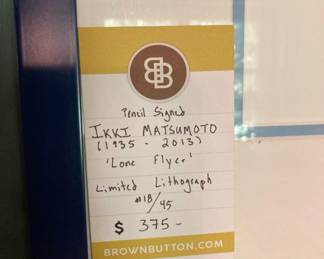 BB
Pencil Signed
IKKI MATSUMOTO
(1935 - 2013)
'Lone Flyer'
Limited Lithograph
#18/45
$ 375-
BROWNBUTTON.COM